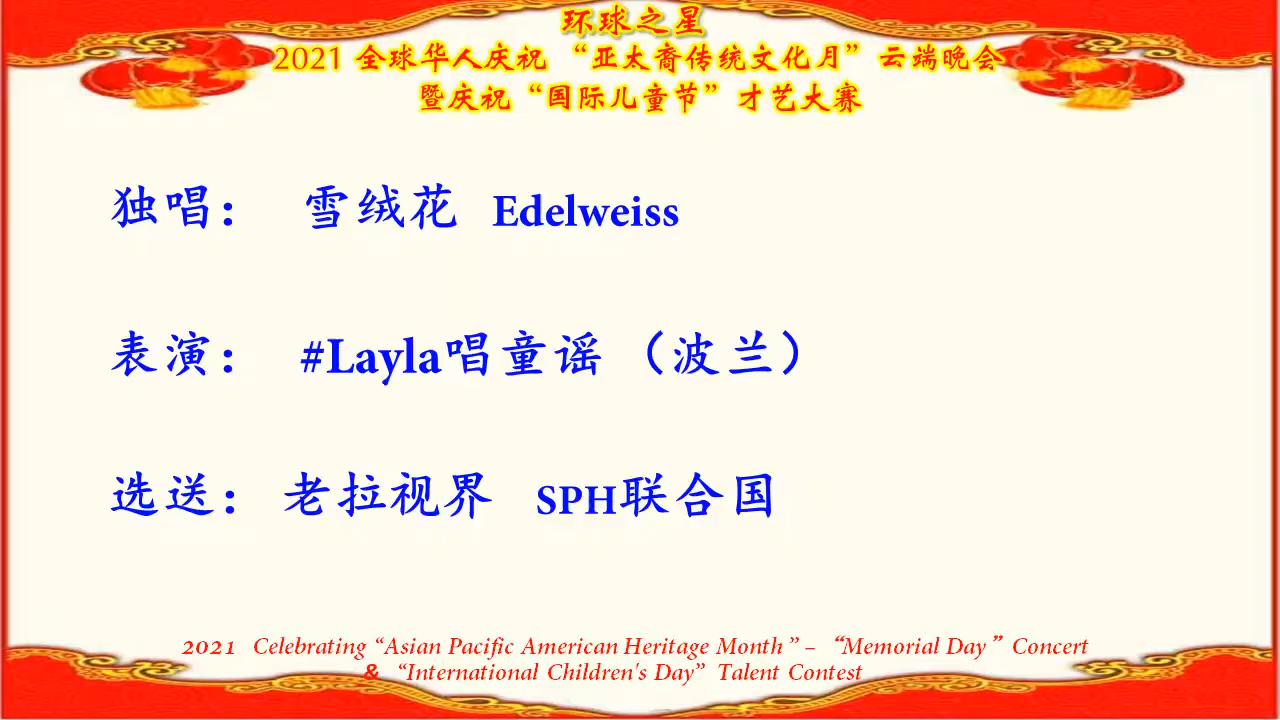 环球之星
2021 全球华人庆祝 “亚太裔传统文化月” 云端晚会
暨庆祝“国际儿童节”才艺大赛
独唱： 雪绒花 Edelweiss
表演： #Layla唱童谣 （波兰）
选送： 老拉视界 SPH联合国
2021 Celebrating “Asian Pacific American Heritage Month” – “Memorial Day” Concert
& “International Children's Day” Talent Contest